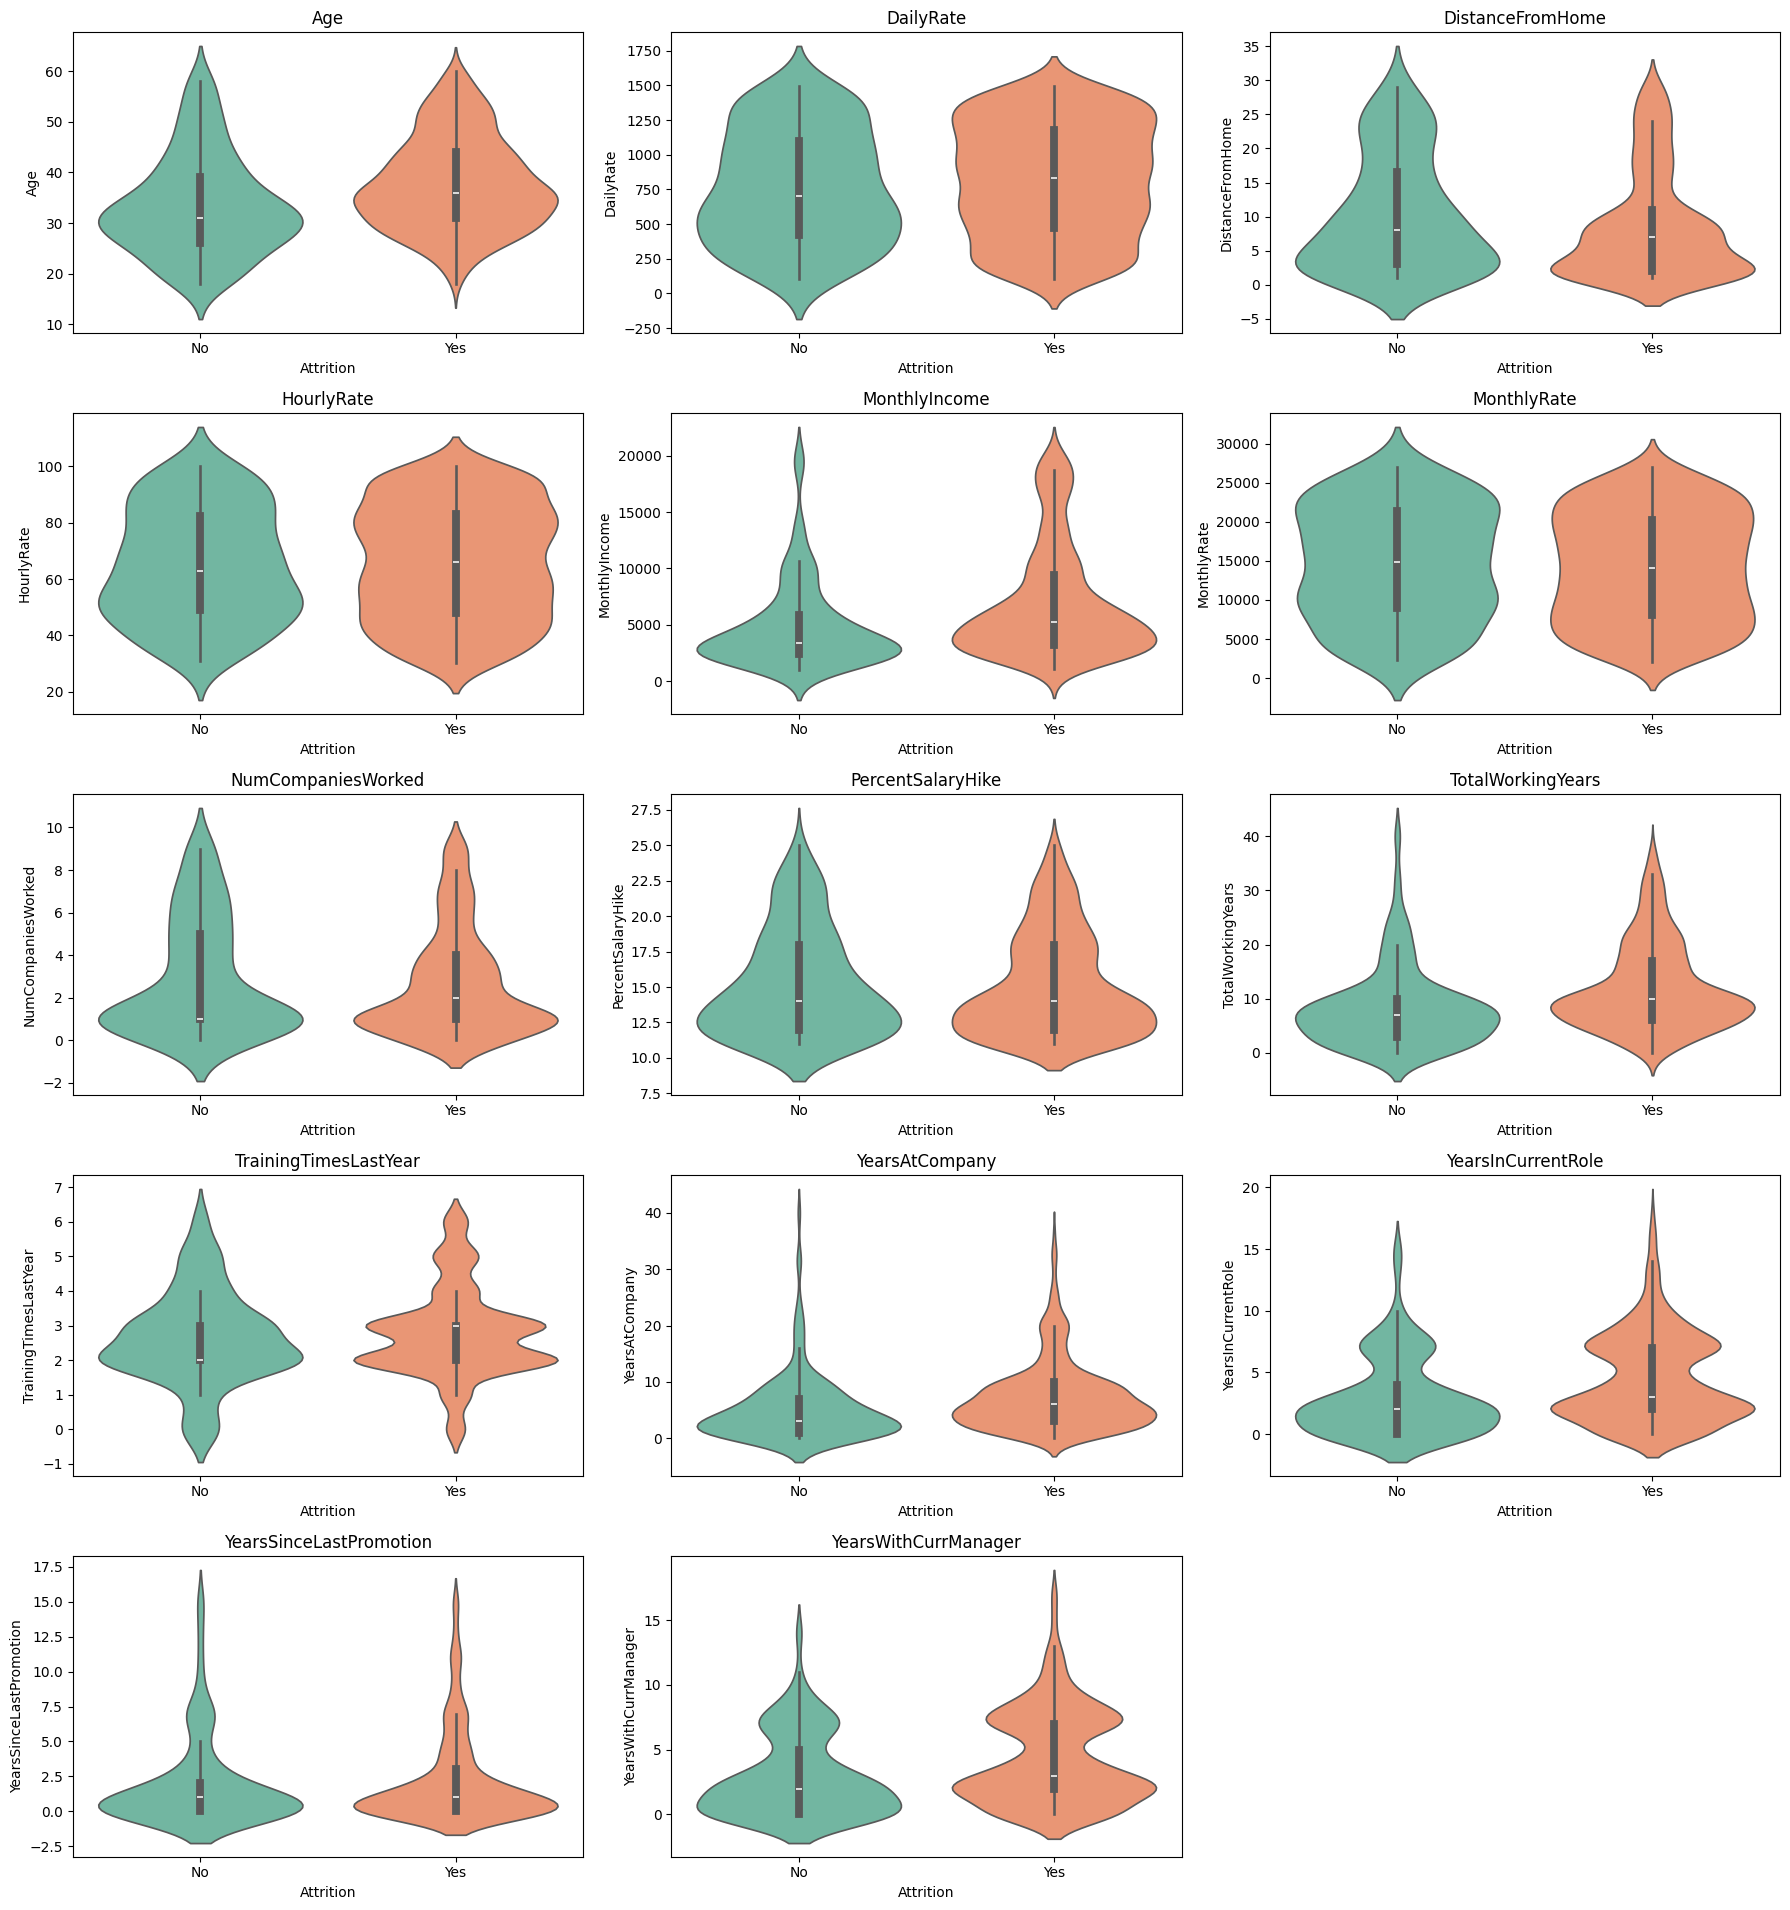 Age
DailyRate
DistanceFromHome
60
50
40
30
20
10
Age
No
Yes
Attrition
1750
1500
1250
1000
750
500
250
0
−250
DailyRate
No
Yes
Attrition
35
30
25
20
15
10
5
0
−5
DistanceFromHome
No
Yes
Attrition
HourlyRate
MonthlyIncome
MonthlyRate
100
80
60
40
20
HourlyRate
No
Yes
Attrition
20000
15000
10000
5000
0
MonthlyIncome
No
Yes
Attrition
30000
25000
20000
15000
10000
5000
0
MonthlyRate
No
Yes
Attrition
NumCompaniesWorked
PercentSalaryHike
TotalWorkingYears
10
8
6
4
2
0
−2
NumCompaniesWorked
No
Yes
Attrition
27.5
25.0
22.5
20.0
17.5
15.0
12.5
10.0
7.5
PercentSalaryHike
No
Yes
Attrition
40
30
20
10
0
TotalWorkingYears
No
Yes
Attrition
TrainingTimesLastYear
YearsAtCompany
YearsInCurrentRole
7
6
5
4
3
2
1
0
−1
TrainingTimesLastYear
No
Yes
Attrition
40
30
20
10
0
YearsAtCompany
No
Yes
Attrition
20
15
10
5
0
YearsInCurrentRole
No
Yes
Attrition
YearsSinceLastPromotion
YearsWithCurrManager
17.5
15.0
12.5
10.0
7.5
5.0
2.5
0.0
−2.5
YearsSinceLastPromotion
No
Yes
Attrition
15
10
5
0
YearsWithCurrManager
No
Yes
Attrition